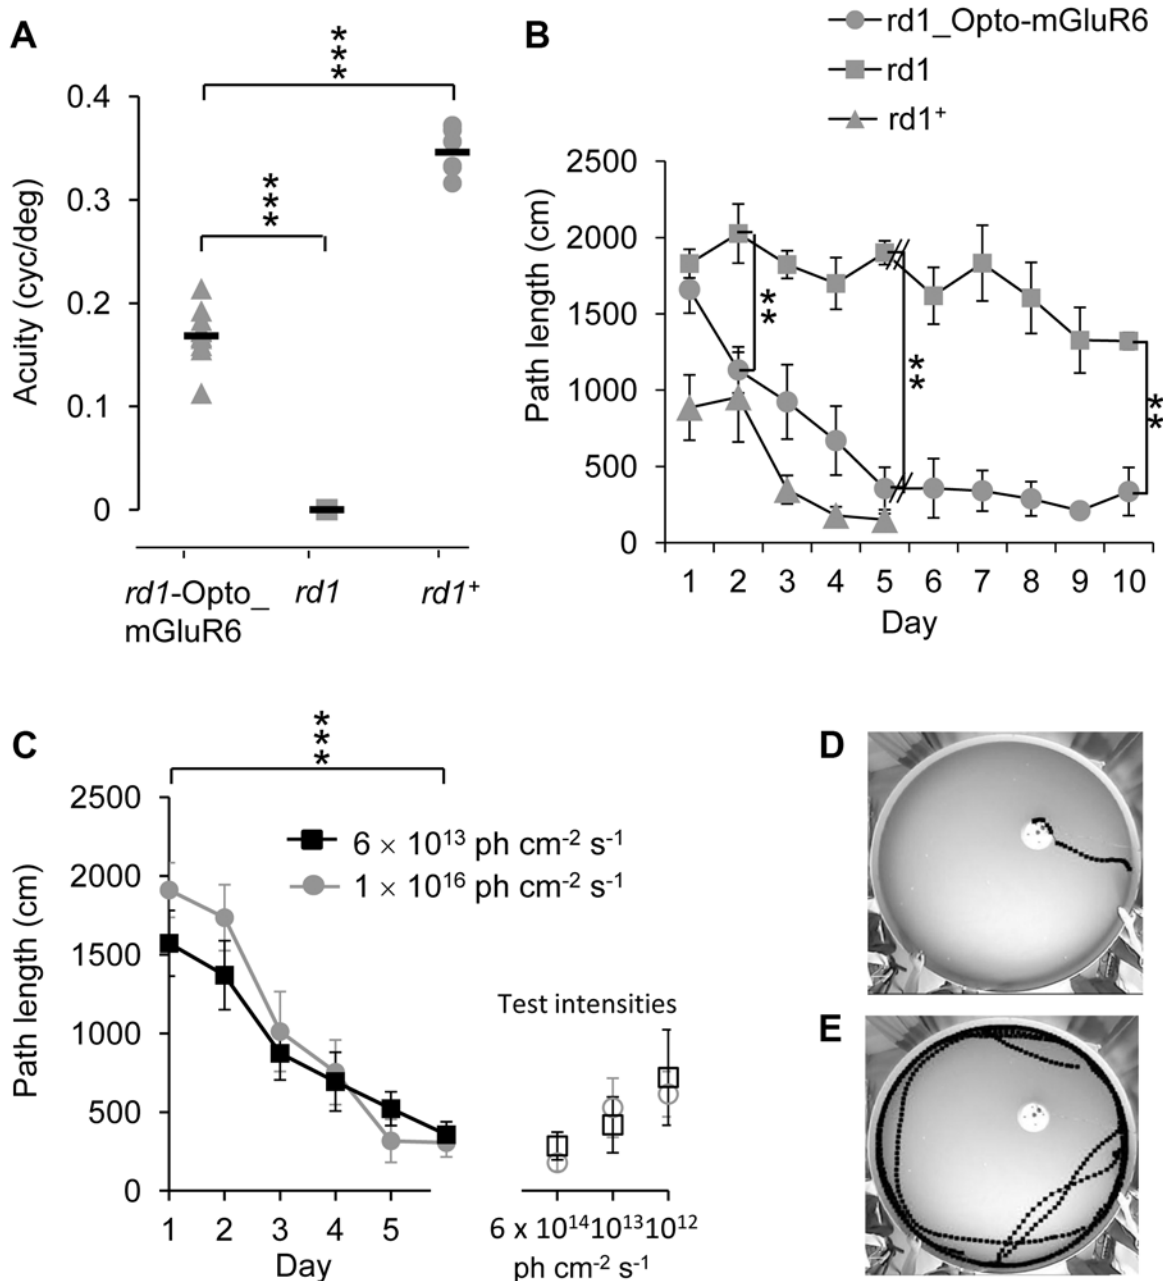 A
***
***
0.4
0.3
0.2
0.1
0
Acuity (cyc/deg)
rd1-Opto_
mGluR6
rd1
rd1⁺
B
rd1_Opto-mGluR6
rd1
rd1⁺
2500
2000
1500
1000
500
0
Path length (cm)
**
**
**
1 2 3 4 5 6 7 8 9 10
Day
C
***
2500
2000
1500
1000
500
0
Path length (cm)
6 × 10¹³ ph cm⁻² s⁻¹
1 × 10¹⁶ ph cm⁻² s⁻¹
1 2 3 4 5
Day
Test intensities
6 x 10¹⁴10¹³10¹²
ph cm⁻² s⁻¹
D
E